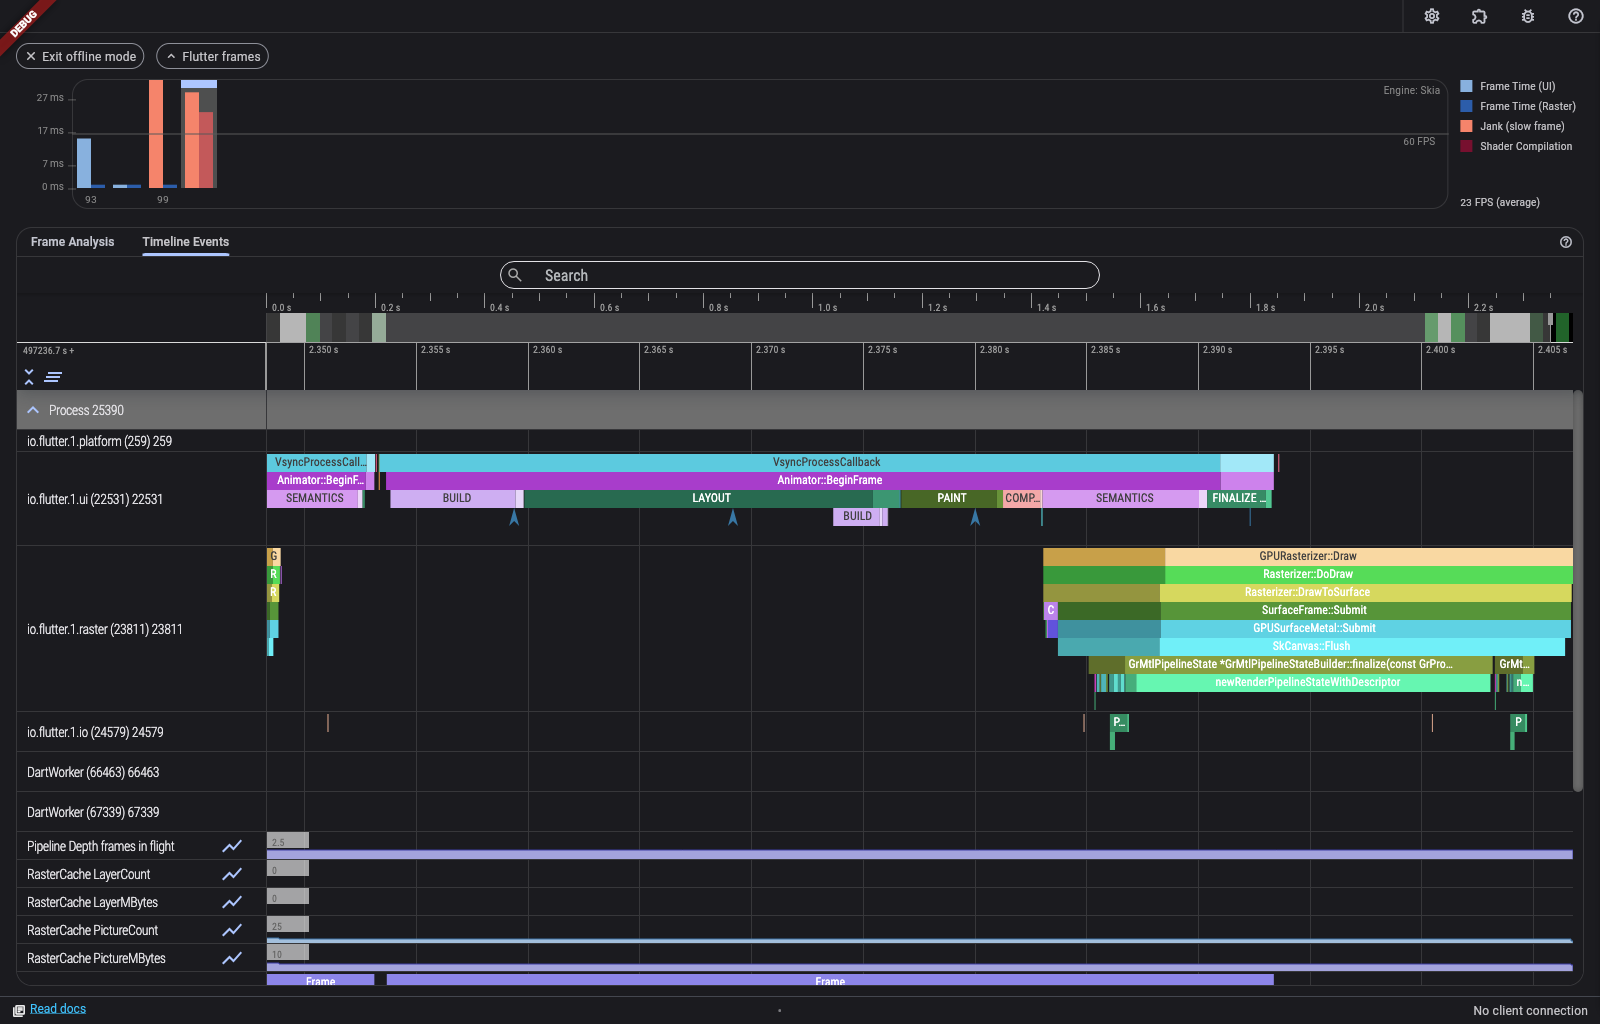 DEBUG
Exit offline mode
Flutter frames
27 ms
17 ms
7 ms
0 ms
93
99
Engine: Skia
60 FPS
Frame Time (UI)
Frame Time (Raster)
Jank (slow frame)
Shader Compilation
23 FPS (average)
Frame Analysis
Timeline Events
Search
0.0 s 0.2 s 0.4 s 0.6 s 0.8 s 1.0 s 1.2 s 1.4 s 1.6 s 1.8 s 2.0 s 2.2 s
497236.7 s +
2.350 s 2.355 s 2.360 s 2.365 s 2.370 s 2.375 s 2.380 s 2.385 s 2.390 s 2.395 s 2.400 s 2.405 s
Process 25390
io.flutter.1.platform (259) 259
io.flutter.1.ui (22531) 22531
VsyncProcessCall... VsyncProcessCallback
Animator::BeginF... Animator::BeginFrame
SEMANTICS BUILD LAYOUT PAINT COMP... SEMANTICS FINALIZE ...
BUILD
io.flutter.1.raster (23811) 23811
G GPURasterizer::Draw
R Rasterizer::DoDraw
R Rasterizer::DrawToSurface
C SurfaceFrame::Submit
GPUSurfaceMetal::Submit
SkCanvas::Flush
GrMtlPipelineState *GrMtlPipelineStateBuilder::finalize(const GrPro... GrMt...
newRenderPipelineStateWithDescriptor n...
io.flutter.1.io (24579) 24579
P... P
DartWorker (66463) 66463
DartWorker (67339) 67339
Pipeline Depth frames in flight
2.5
RasterCache LayerCount
0
RasterCache LayerMBytes
0
RasterCache PictureCount
25
RasterCache PictureMBytes
10
Frame Frame
Read docs
No client connection